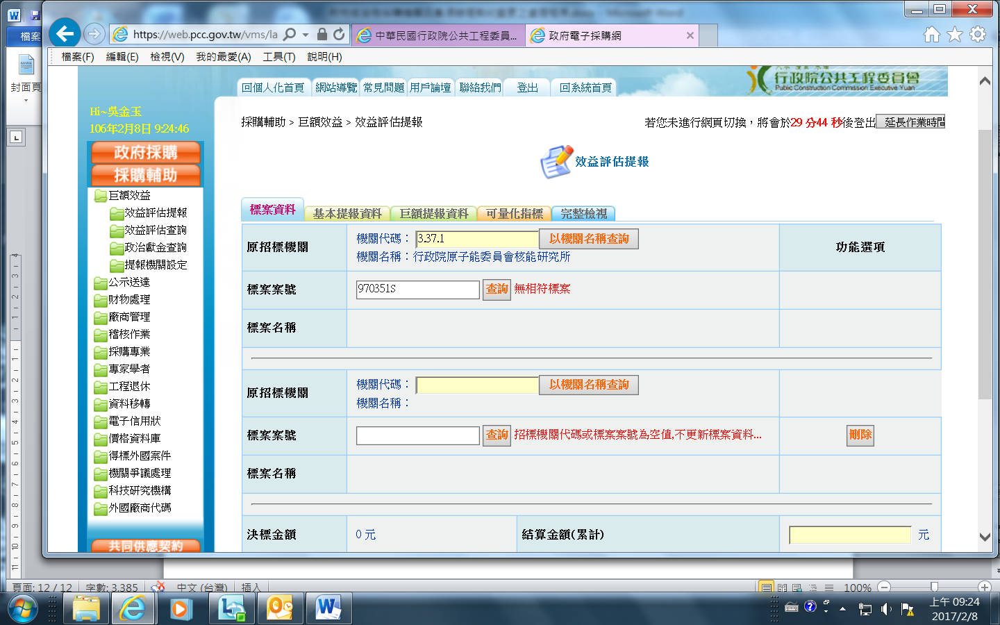 檔案
封面頁
https://web.pcc.gov.tw/vms/la
中華民國行政院公共工程委員...
政府電子採購網
檔案(F) 編輯(E) 檢視(V) 我的最愛(A) 工具(T) 說明(H)
回個人化首頁 網站導覽 常見問題 用戶論壇 聯絡我們 登出 回系統首頁
行政院公共工程委員會
Public Construction Commission Executive Yuan
Hi~吳金玉
106年2月8日 9:24:46
採購輔助 > 巨額效益 > 效益評估提報
若您未進行網頁切換，將會於29 分44 秒後登出 延長作業時間
政府採購
採購輔助
巨額效益
效益評估提報
效益評估查詢
政治獻金查詢
提報機關設定
公示送達
財物處理
廠商管理
稽核作業
採購專業
專家學者
工程退休
資料移轉
電子信用狀
價格資料庫
得標外國案件
機關爭議處理
科技研究機構
外國廠商代碼
共同供應契約
效益評估提報
標案資料 基本提報資料 巨額提報資料 可量化指標 完整檢視
原招標機關 機關代碼： 3.37.1 以機關名稱查詢 功能選項
機關名稱：行政院原子能委員會核能研究所
標案案號 970351S 查詢 無相符標案
標案名稱
原招標機關 機關代碼： 以機關名稱查詢
機關名稱：
標案案號 查詢 招標機關代碼或標案案號為空值,不更新標案資料... 刪除
標案名稱
決標金額 0 元 結算金額(累計) 元
頁面: 12 / 12 字數: 3,385 中文 (台灣) 插入 100%
上午 09:24
2017/2/8